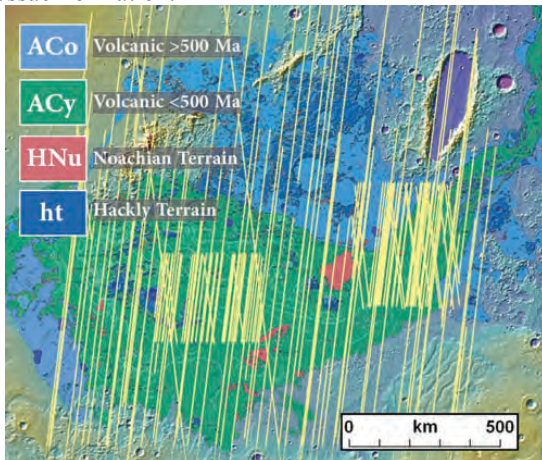 ACo Volcanic >500 Ma
ACy Volcanic <500 Ma
HNu Noachian Terrain
ht Hackly Terrain
0 km 500